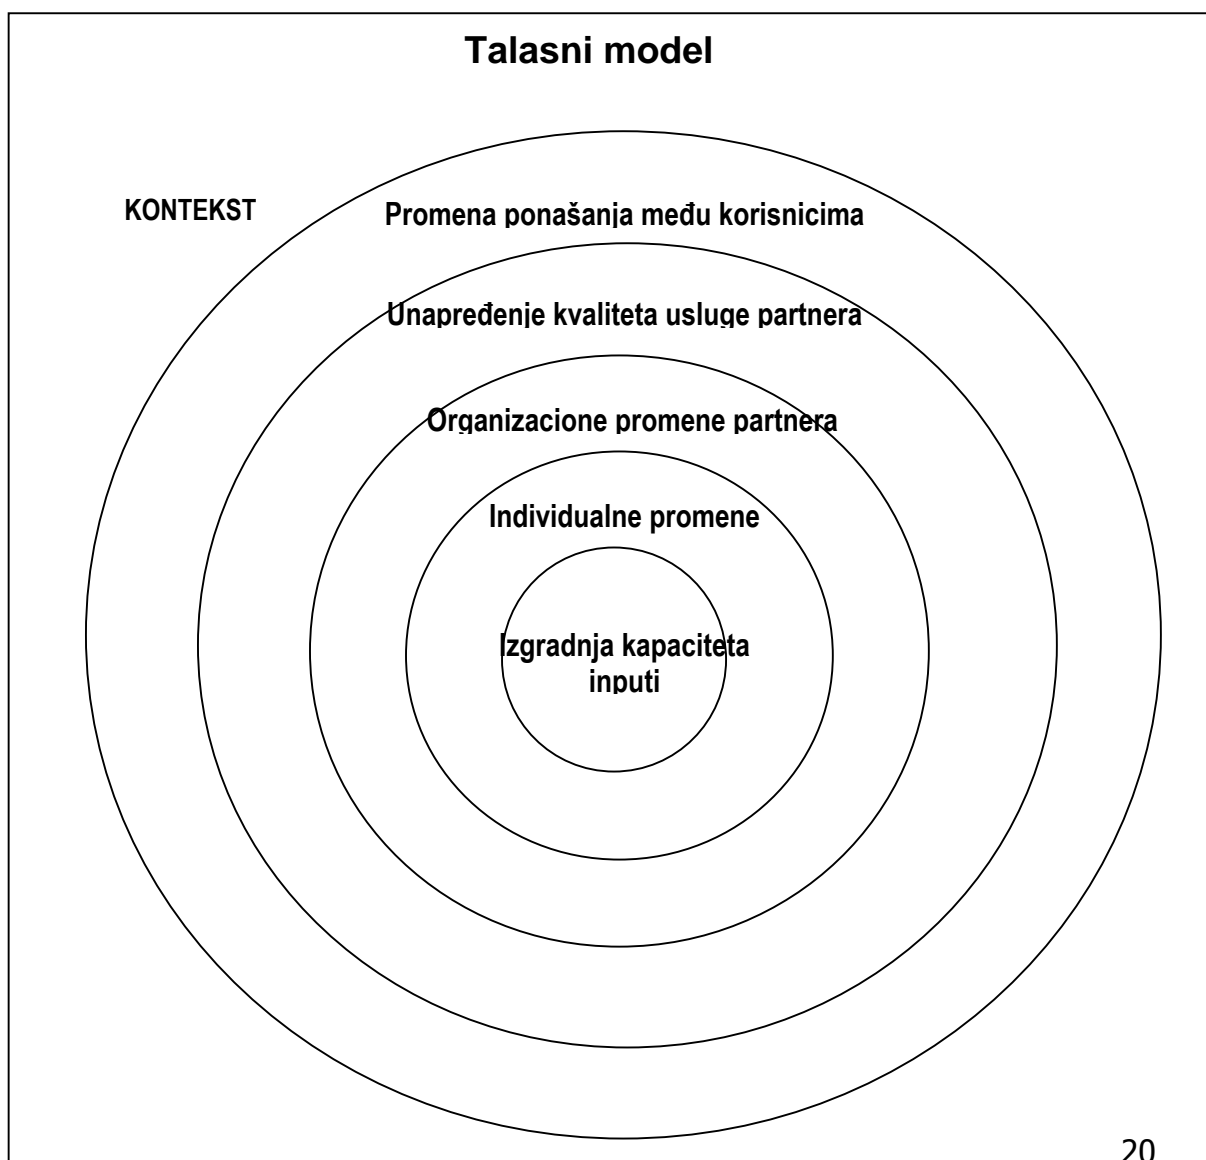 Talasni model
KONTEKST
Promena ponašanja među korisnicima
Unapređenje kvaliteta usluge partnera
Organizacione promene partnera
Individualne promene
Izgradnja kapaciteta
inputi
20